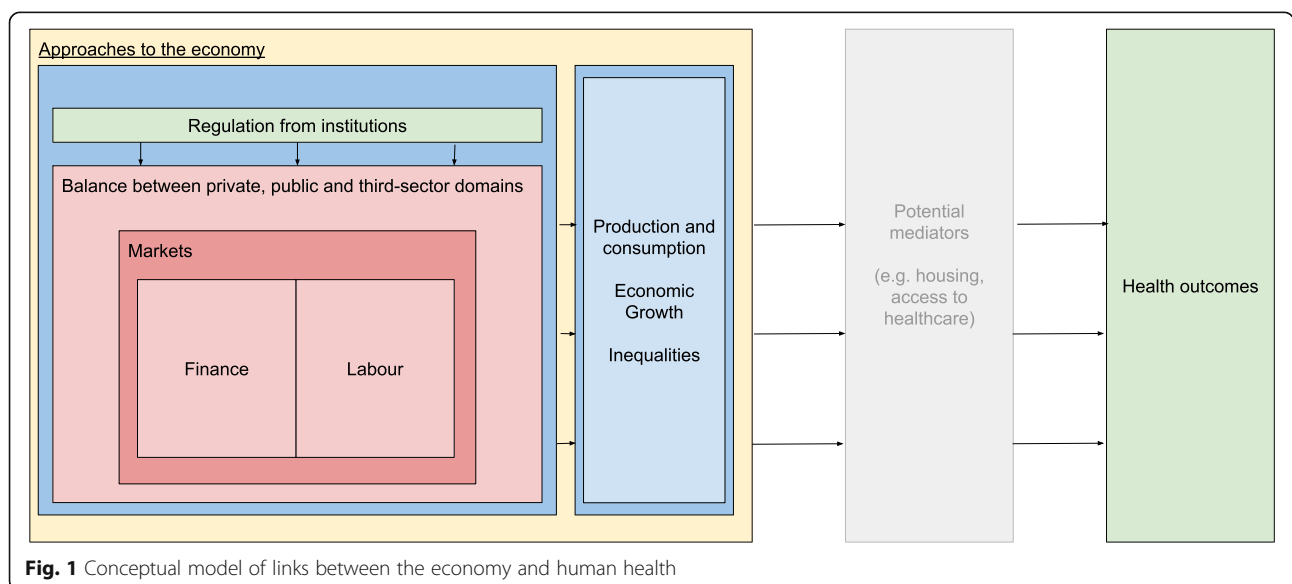 Approaches to the economy
Regulation from institutions
Balance between private, public and third-sector domains
Markets
Finance
Labour
Production and
consumption
Economic
Growth
Inequalities
Potential
mediators
(e.g. housing,
access to
healthcare)
Health outcomes
Fig. 1 Conceptual model of links between the economy and human health